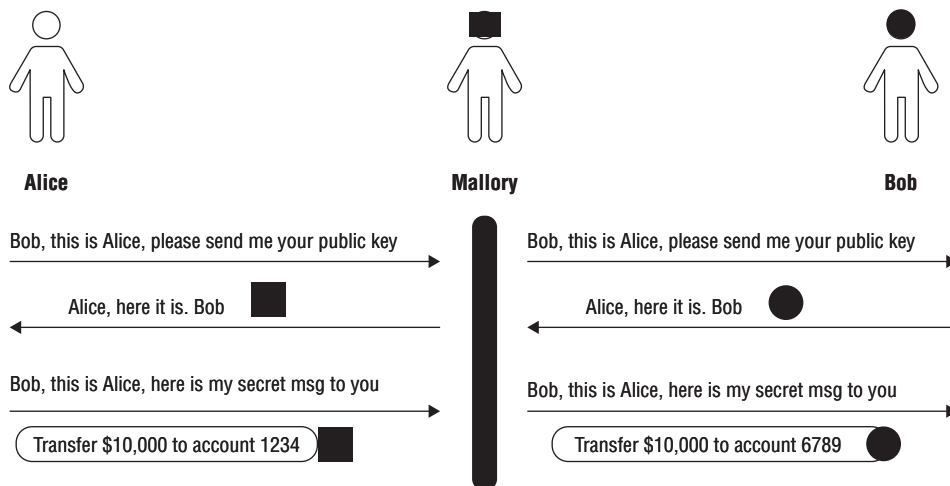 Alice
Mallory
Bob
Bob, this is Alice, please send me your public key
Bob, this is Alice, please send me your public key
Alice, here it is. Bob
Alice, here it is. Bob
Bob, this is Alice, here is my secret msg to you
Bob, this is Alice, here is my secret msg to you
Transfer $10,000 to account 1234
Transfer $10,000 to account 6789